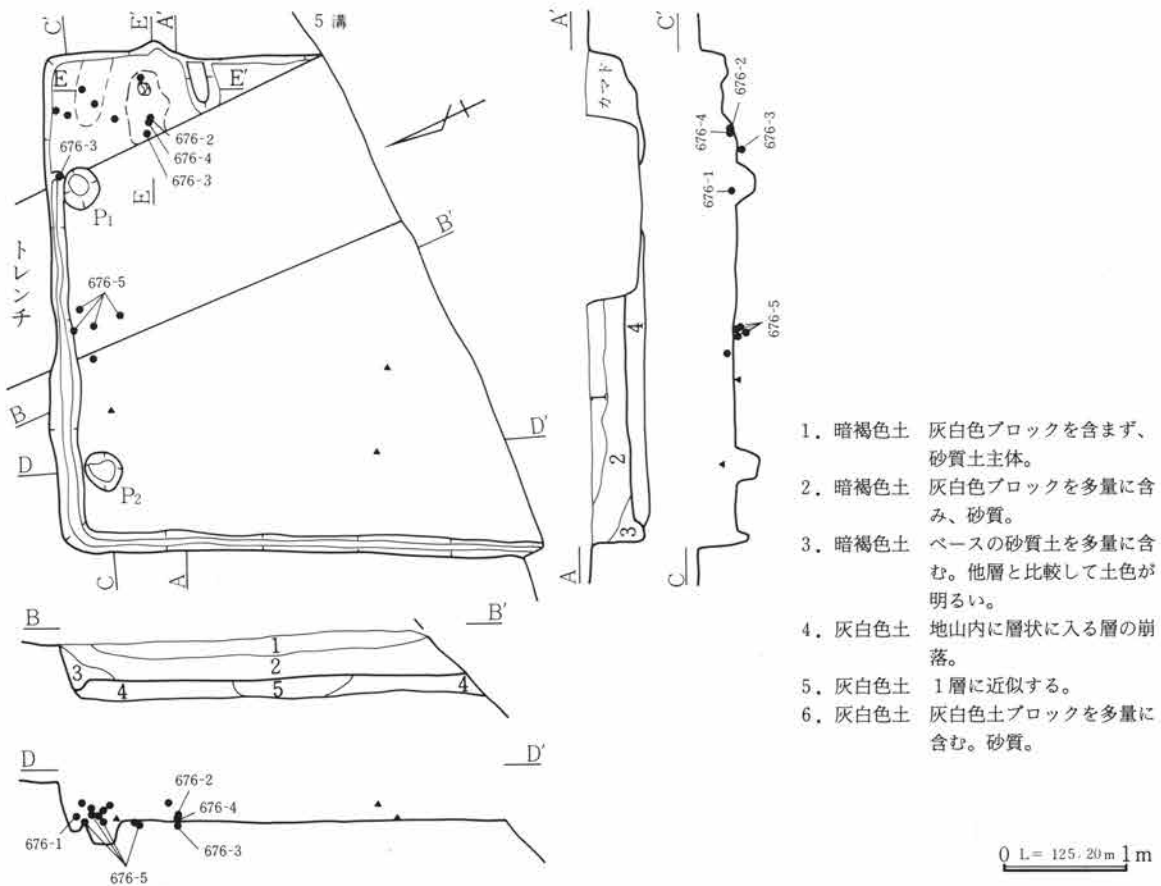 5 溝
C'
E'
A'
E
E'
676-2
676-4
676-3
676-3
E
P1
B'
トレンチ
676-5
B
D
D'
P2
C
A
A'
C'
カマド
676-2
676-4
676-3
676-1
676-5
4
2
3
A
C
B
B'
1
2
3
4
5
4
D
D'
676-2
676-4
676-1
676-3
676-5
1．暗褐色土　灰白色ブロックを含まず、
砂質土主体。
2．暗褐色土　灰白色ブロックを多量に含
み、砂質。
3．暗褐色土　ベースの砂質土を多量に含
む。他層と比較して土色が
明るい。
4．灰白色土　地山内に層状に入る層の崩
落。
5．灰白色土　1層に近似する。
6．灰白色土　灰白色土ブロックを多量に
含む。砂質。
0 L= 125.20m 1m